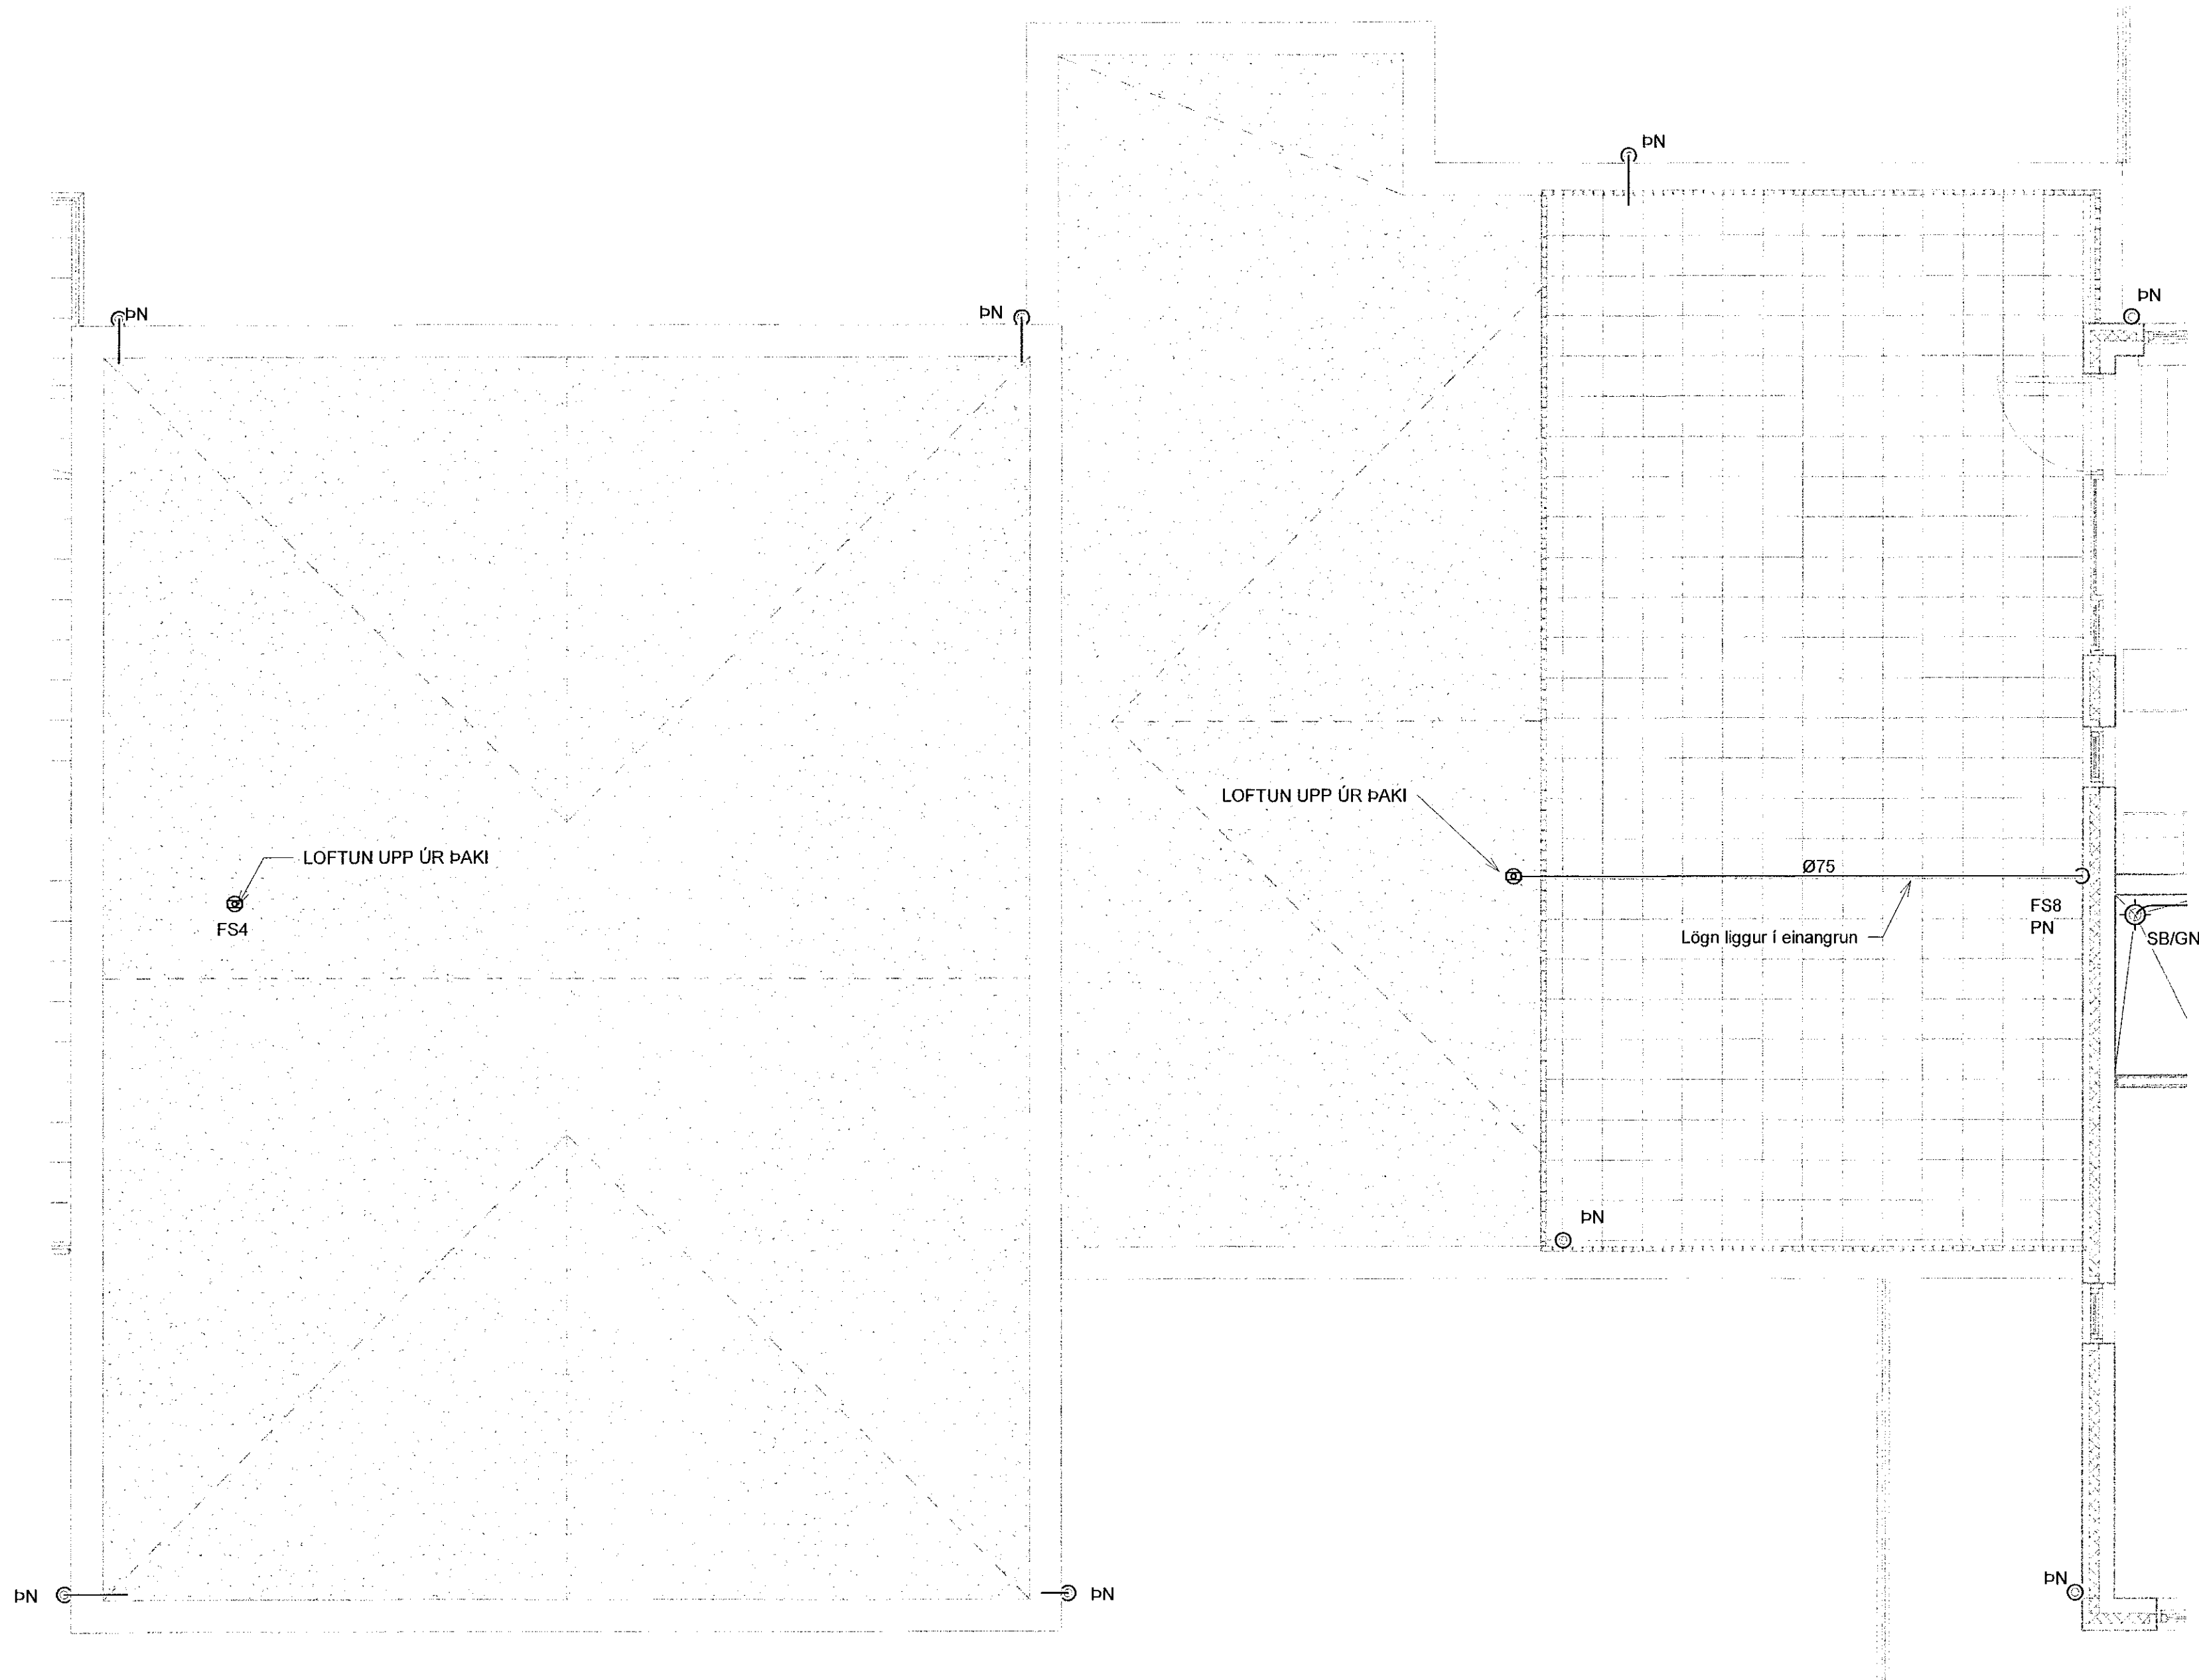 ÞN
ÞN
ÞN
ÞN
LOFTUN UPP ÚR ÞAKI
LOFTUN UPP ÚR ÞAKI
Ø75
FS4
FS8
PN
Lögn liggur í einangrun
SB/GN
ÞN
ÞN
ÞN
ÞN